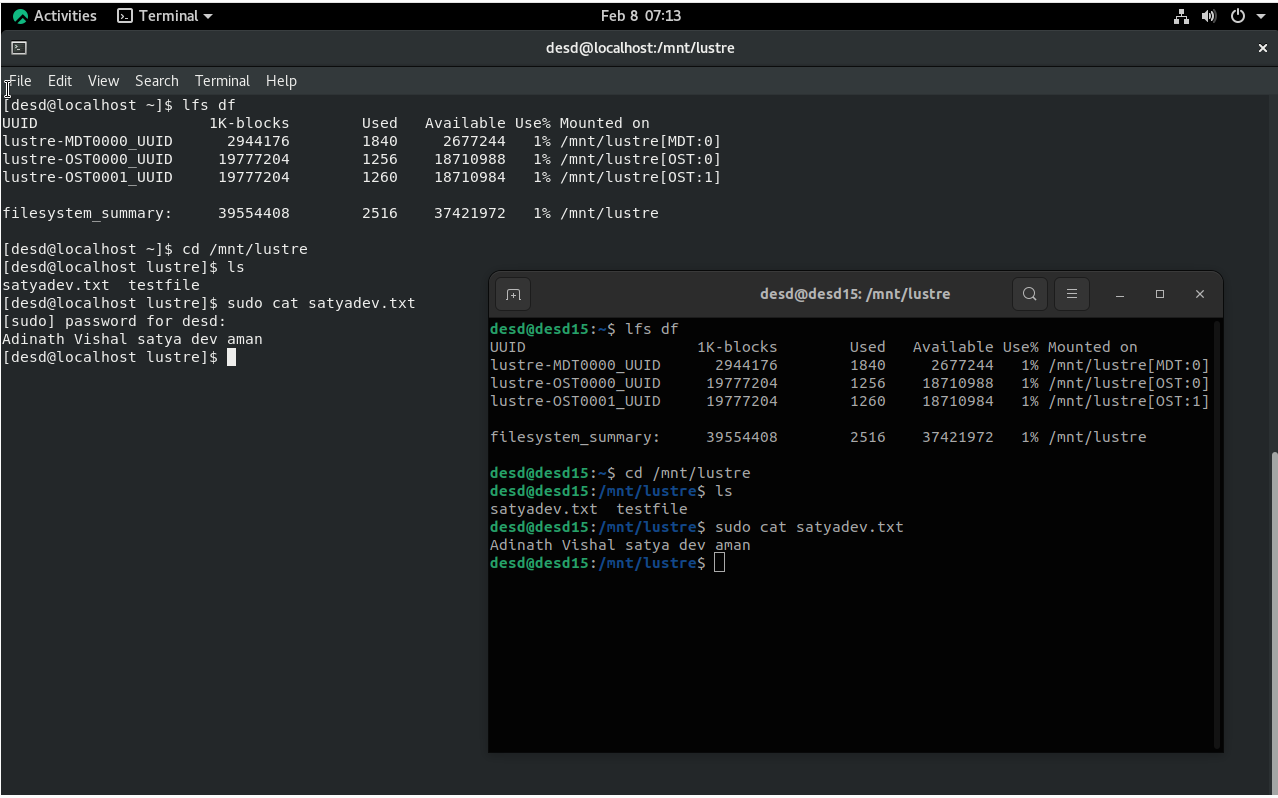 Activities Terminal Feb 8 07:13
desd@localhost:/mnt/lustre
File Edit View Search Terminal Help
[desd@localhost ~]$ lfs df
UUID 1K-blocks Used Available Use% Mounted on
lustre-MDT0000_UUID 2944176 1840 2677244 1% /mnt/lustre[MDT:0]
lustre-OST0000_UUID 19777204 1256 18710988 1% /mnt/lustre[OST:0]
lustre-OST0001_UUID 19777204 1260 18710984 1% /mnt/lustre[OST:1]
filesystem_summary: 39554408 2516 37421972 1% /mnt/lustre
[desd@localhost ~]$ cd /mnt/lustre
[desd@localhost lustre]$ ls
satyadev.txt testfile
[desd@localhost lustre]$ sudo cat satyadev.txt
[sudo] password for desd:
Adinath Vishal satya dev aman
[desd@localhost lustre]$
desd@desd15: /mnt/lustre
desd@desd15:~$ lfs df
UUID 1K-blocks Used Available Use% Mounted on
lustre-MDT0000_UUID 2944176 1840 2677244 1% /mnt/lustre[MDT:0]
lustre-OST0000_UUID 19777204 1256 18710988 1% /mnt/lustre[OST:0]
lustre-OST0001_UUID 19777204 1260 18710984 1% /mnt/lustre[OST:1]
filesystem_summary: 39554408 2516 37421972 1% /mnt/lustre
desd@desd15:~$ cd /mnt/lustre
desd@desd15:/mnt/lustre$ ls
satyadev.txt testfile
desd@desd15:/mnt/lustre$ sudo cat satyadev.txt
Adinath Vishal satya dev aman
desd@desd15:/mnt/lustre$